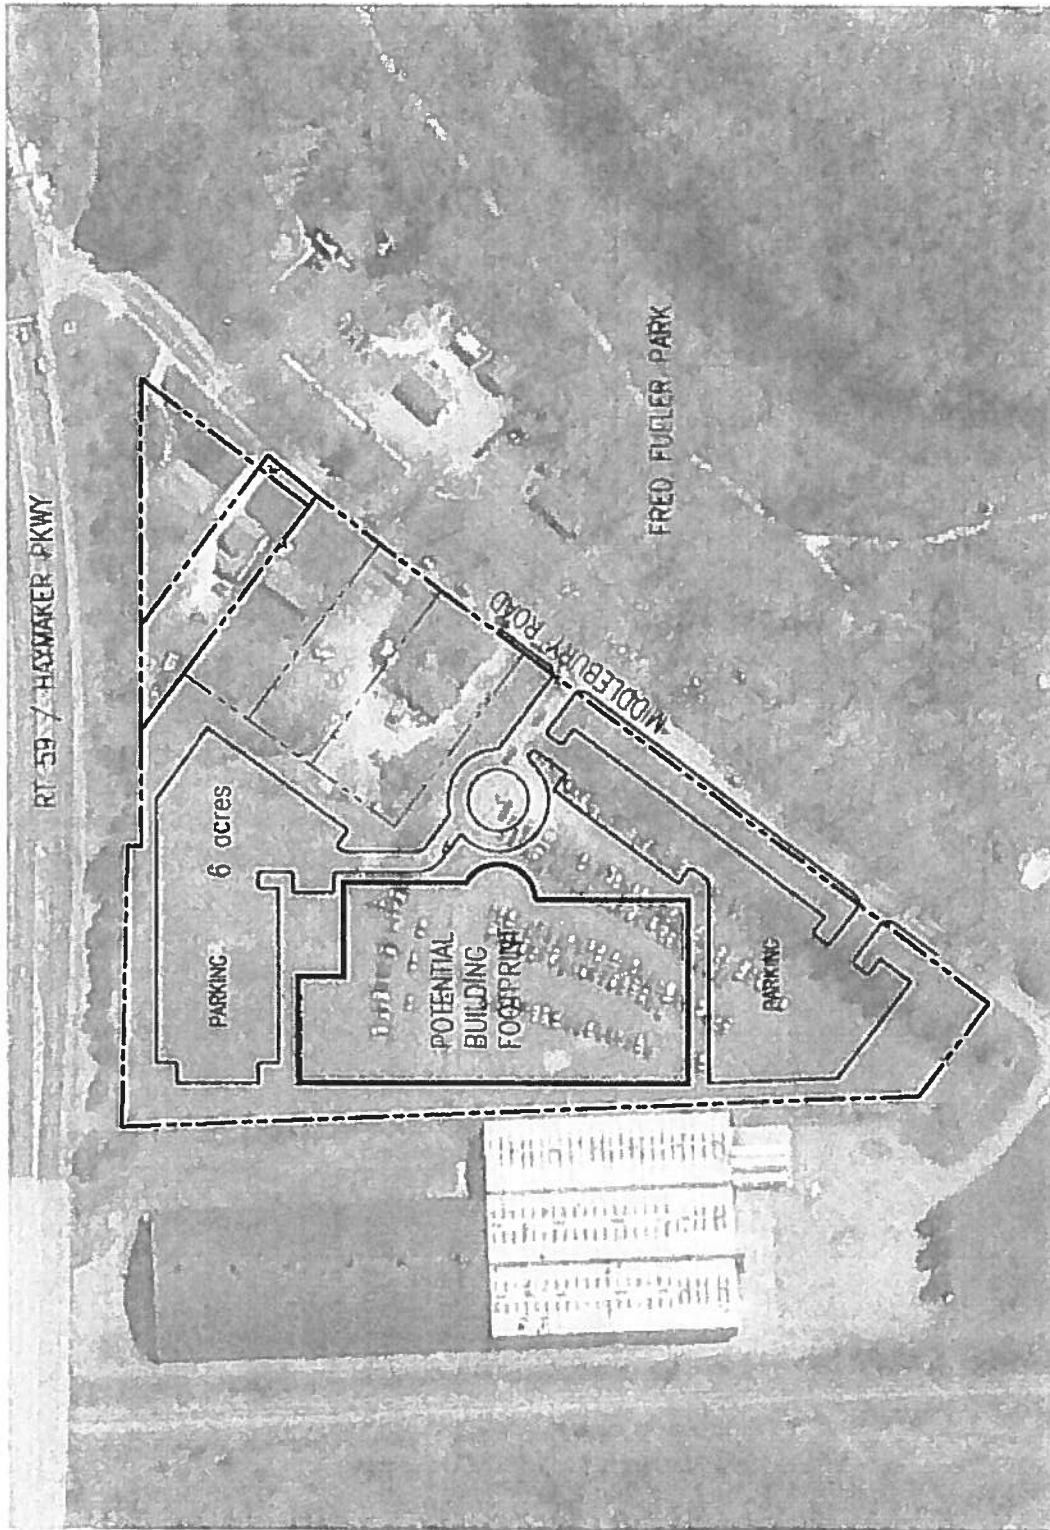 RT 59 / HAYMAKER PKWY
6 acres
PARKING
POTENTIAL
BUILDING
FOOTPRINT
PARKING
MIDDLEBURY ROAD
FRED FULLER PARK